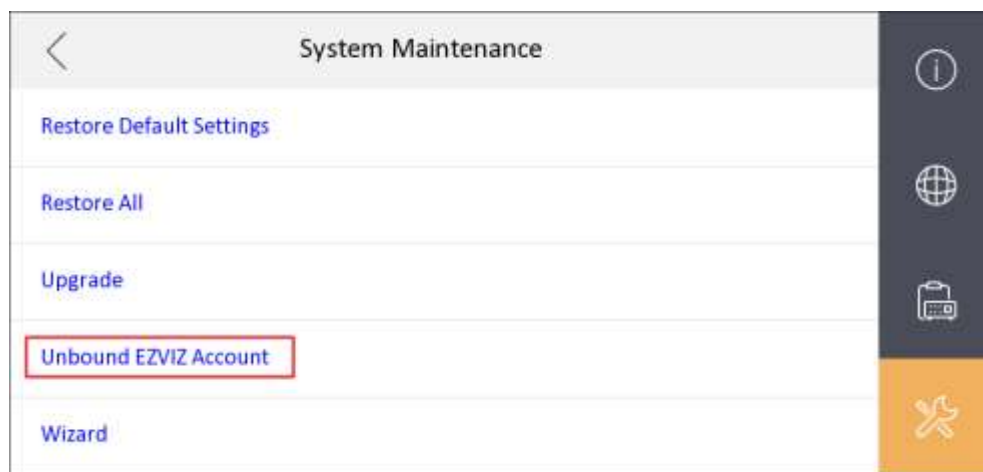 System Maintenance
Restore Default Settings
Restore All
Upgrade
Unbound EZVIZ Account
Wizard